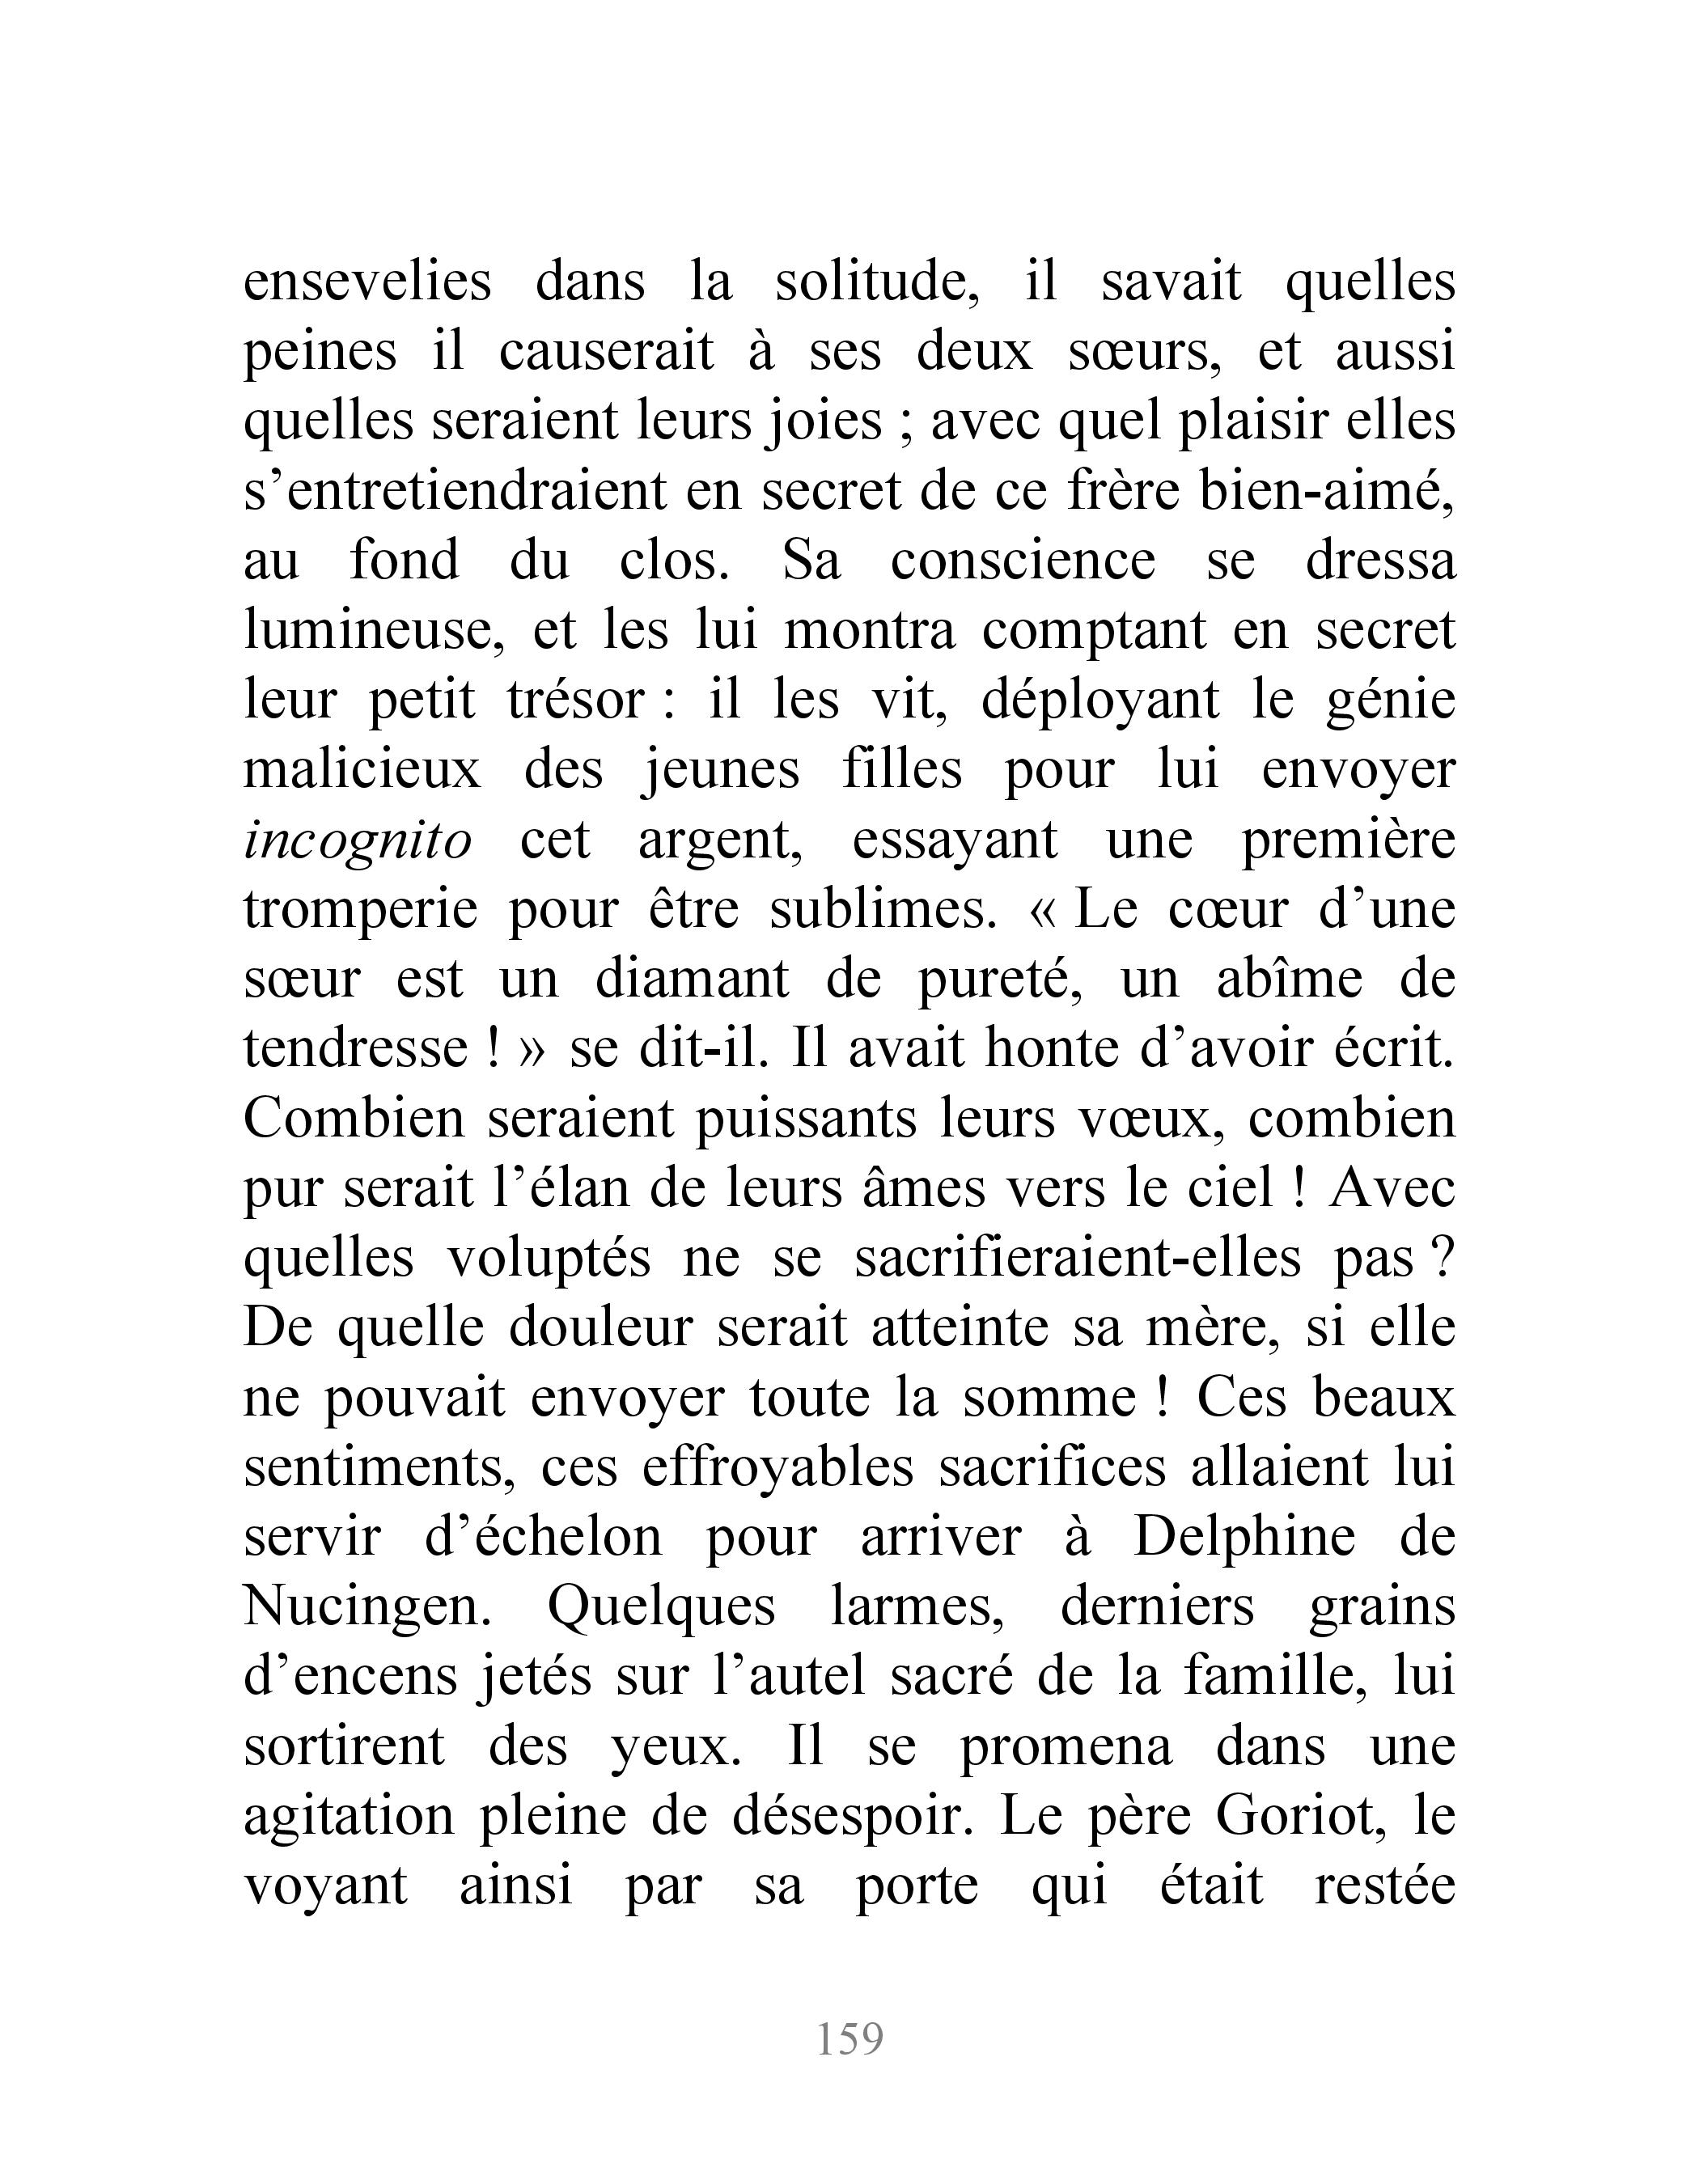 ensevelies dans la solitude, il savait quelles
peines il causerait à ses deux sœurs, et aussi
quelles seraient leurs joies ; avec quel plaisir elles
s’entretiendraient en secret de ce frère bien-aimé,
au fond du clos. Sa conscience se dressa
lumineuse, et les lui montra comptant en secret
leur petit trésor : il les vit, déployant le génie
malicieux des jeunes filles pour lui envoyer
incognito cet argent, essayant une première
tromperie pour être sublimes. « Le cœur d’une
sœur est un diamant de pureté, un abîme de
tendresse ! » se dit-il. Il avait honte d’avoir écrit.
Combien seraient puissants leurs vœux, combien
pur serait l’élan de leurs âmes vers le ciel ! Avec
quelles voluptés ne se sacrifieraient-elles pas ?
De quelle douleur serait atteinte sa mère, si elle
ne pouvait envoyer toute la somme ! Ces beaux
sentiments, ces effroyables sacrifices allaient lui
servir d’échelon pour arriver à Delphine de
Nucingen. Quelques larmes, derniers grains
d’encens jetés sur l’autel sacré de la famille, lui
sortirent des yeux. Il se promena dans une
agitation pleine de désespoir. Le père Goriot, le
voyant ainsi par sa porte qui était restée
159